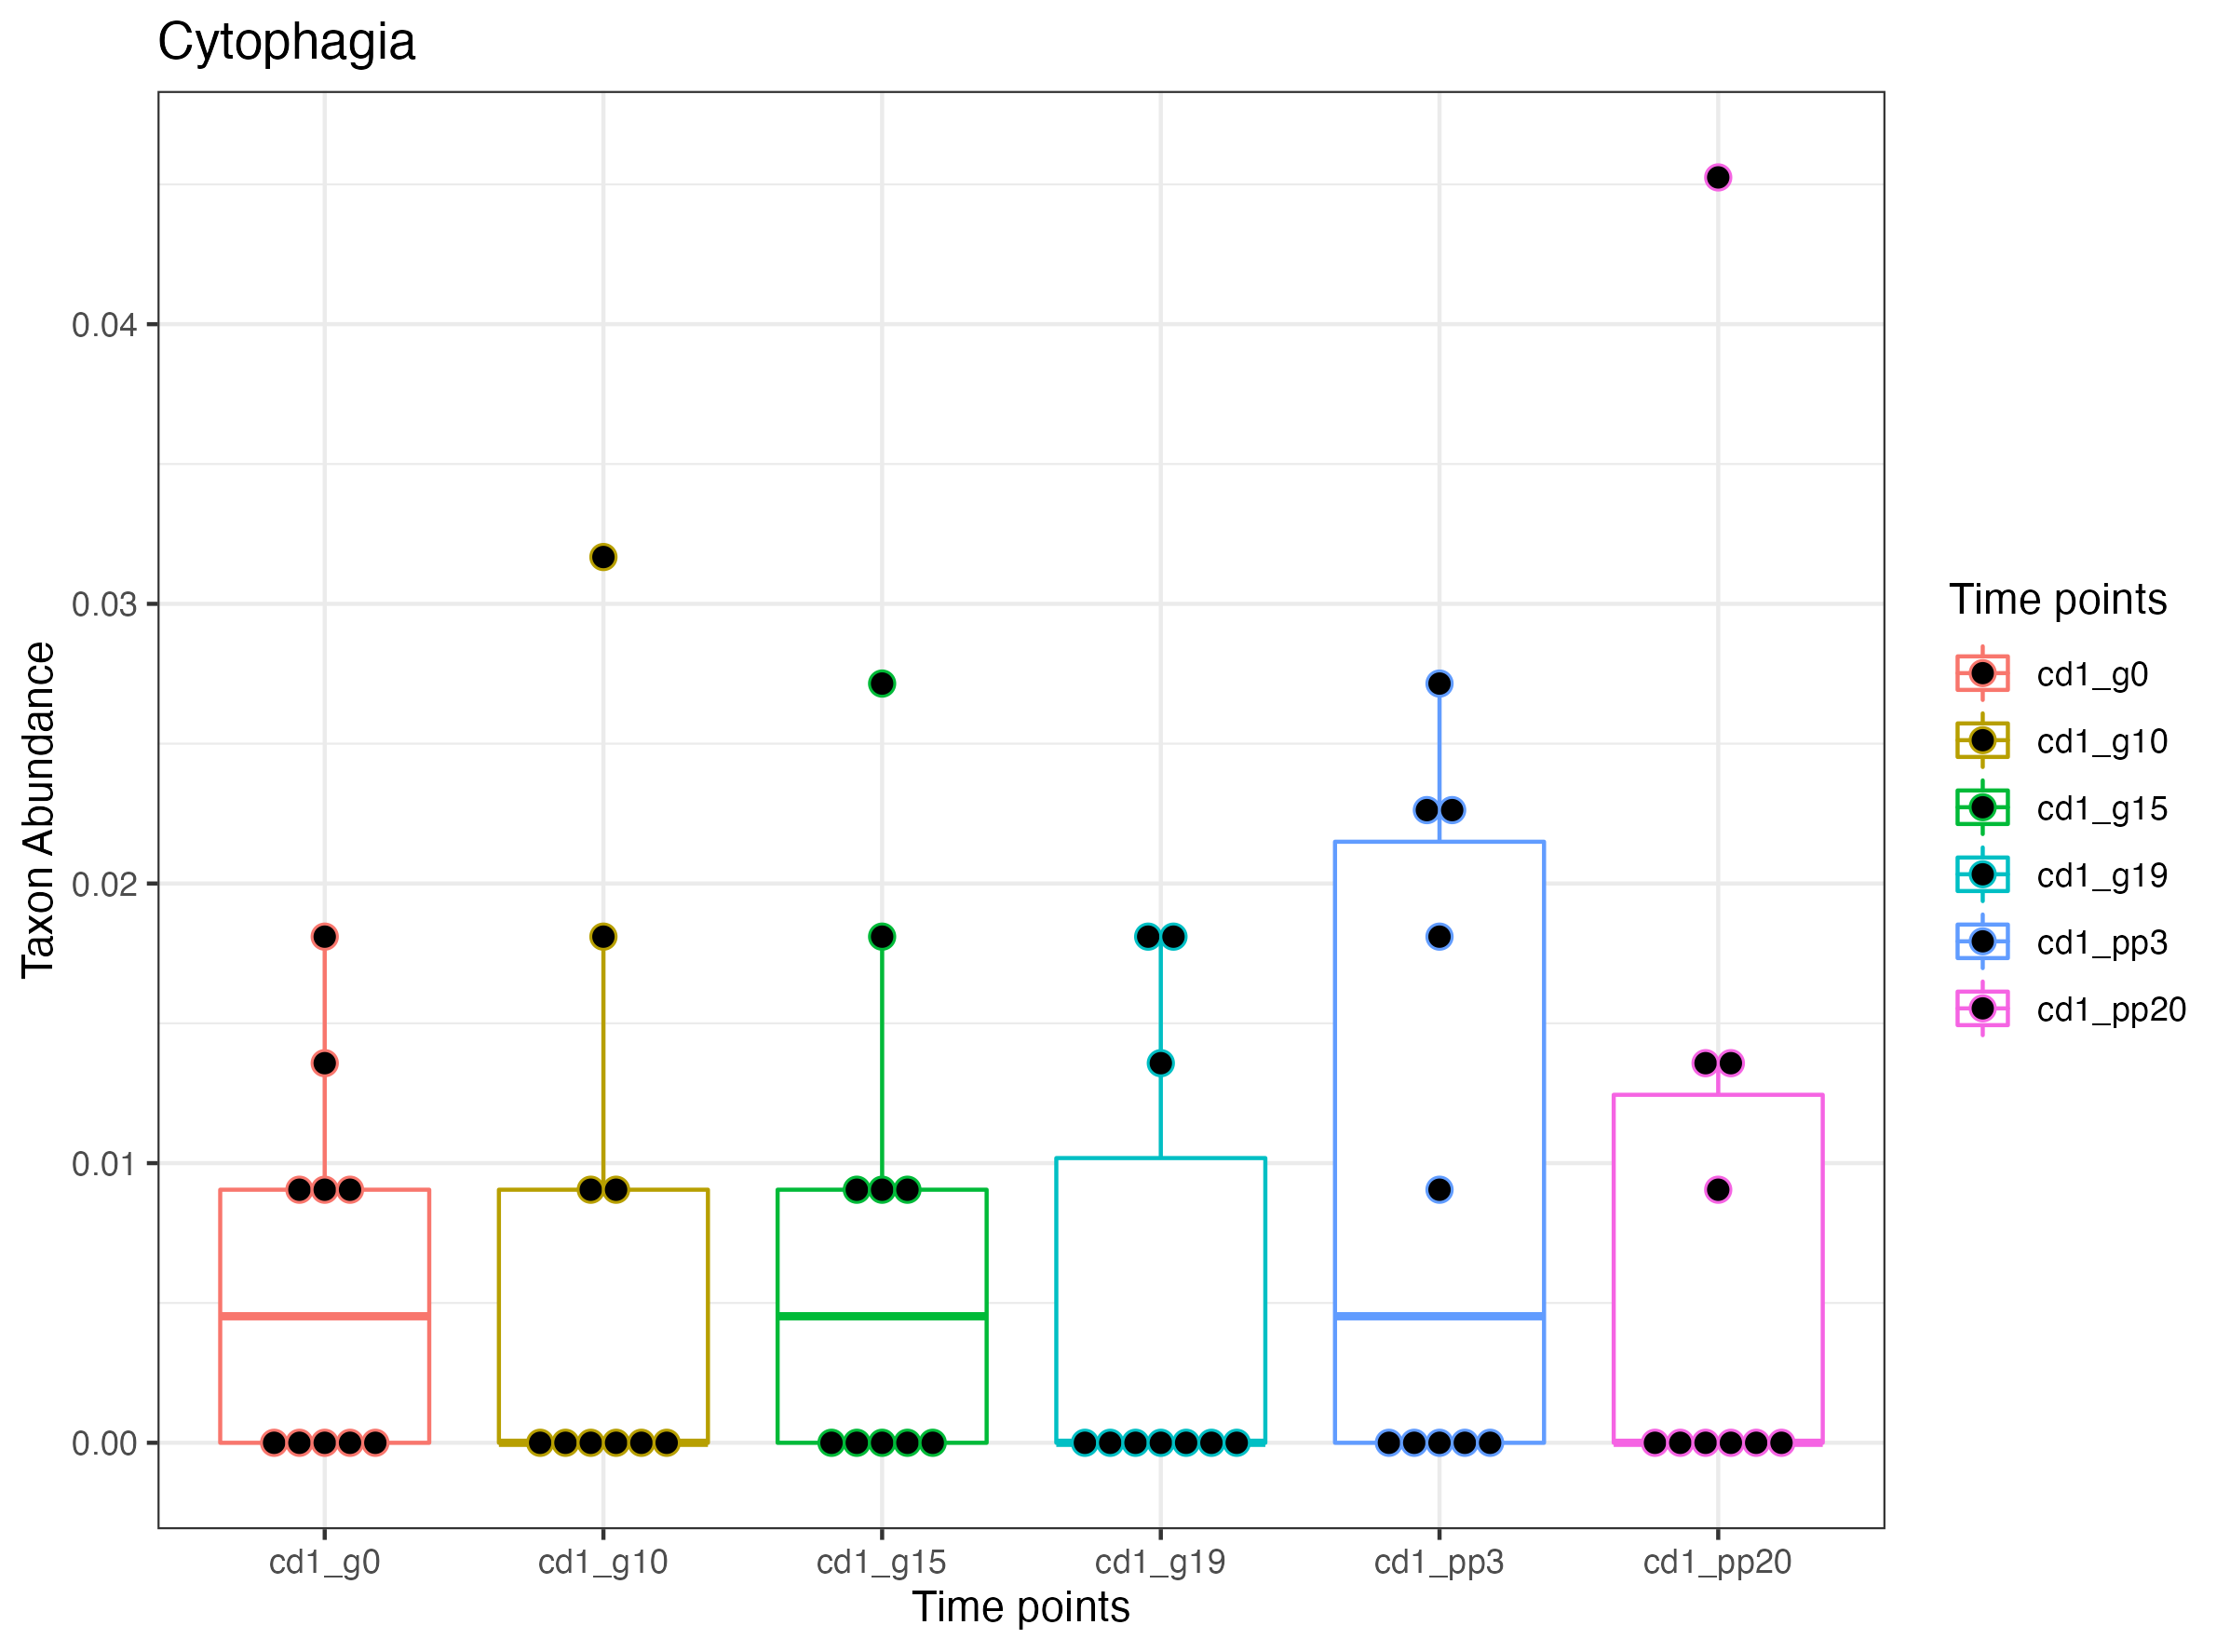 Cytophagia
Taxon Abundance
0.04
0.03
0.02
0.01
0.00
cd1_g0
cd1_g10
cd1_g15
cd1_g19
cd1_pp3
cd1_pp20
Time points
Time points
cd1_g0
cd1_g10
cd1_g15
cd1_g19
cd1_pp3
cd1_pp20